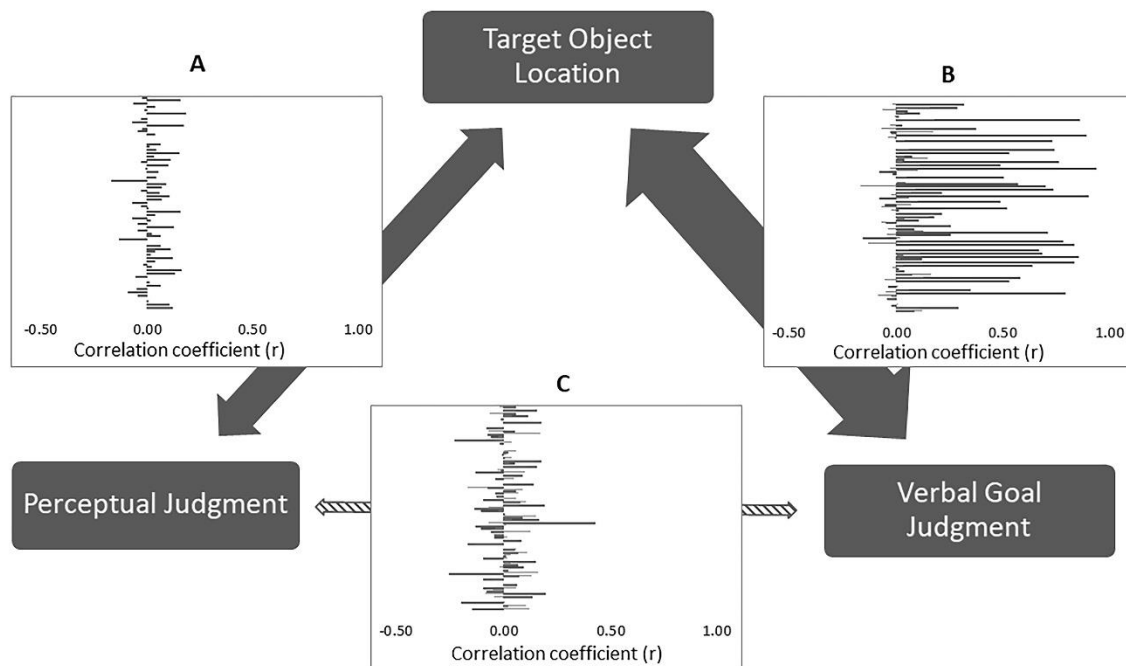 Target Object
Location
A
B
-0.50 0.00 0.50 1.00
Correlation coefficient (r)
-0.50 0.00 0.50 1.00
Correlation coefficient (r)
C
Perceptual Judgment
Verbal Goal
Judgment
-0.50 0.00 0.50 1.00
Correlation coefficient (r)